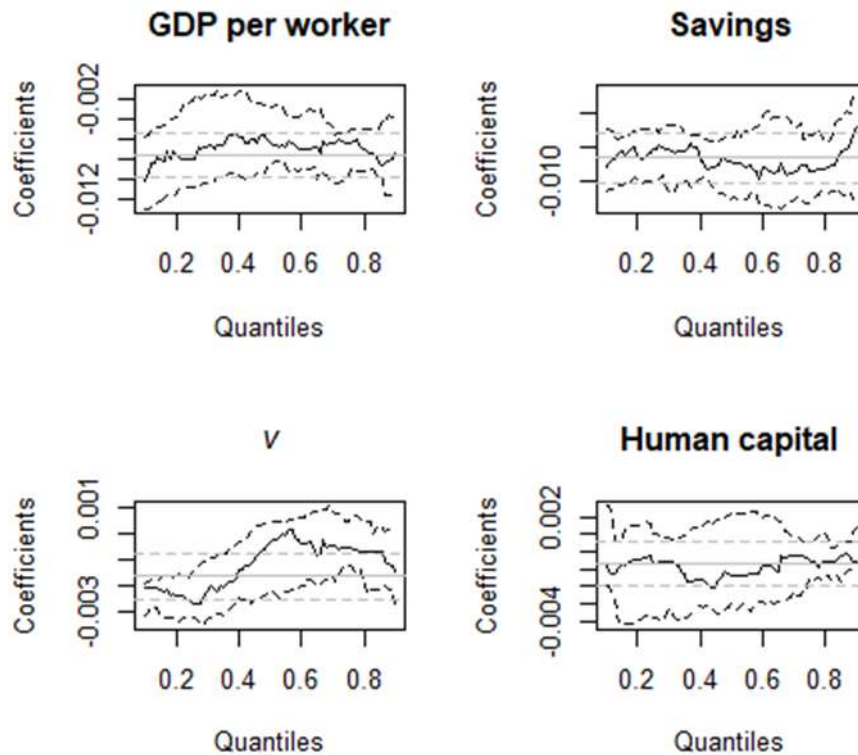 GDP per worker
Coefficients
-0.002
-0.012
0.2 0.4 0.6 0.8
Quantiles
Savings
Coefficients
-0.010
0.2 0.4 0.6 0.8
Quantiles
v
Coefficients
0.001
-0.003
0.2 0.4 0.6 0.8
Quantiles
Human capital
Coefficients
0.002
-0.004
0.2 0.4 0.6 0.8
Quantiles